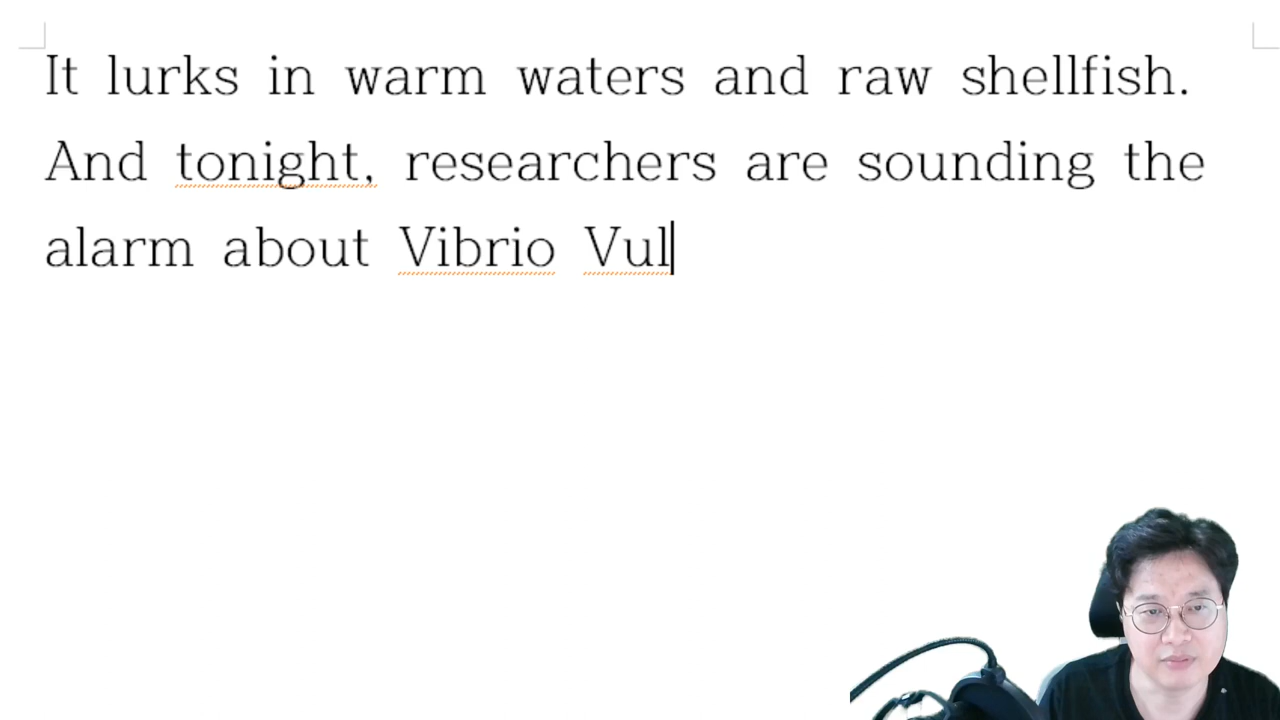 It lurks in warm waters and raw shellfish.
And tonight, researchers are sounding the
alarm about Vibrio Vul